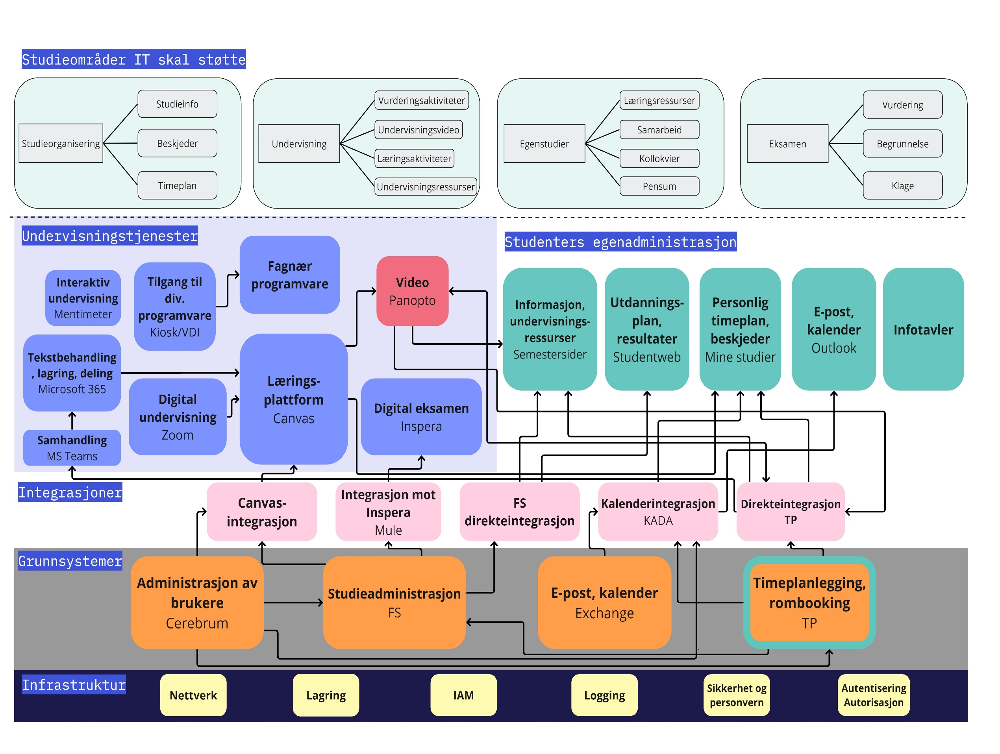 Studieområder IT skal støtte
Studieorganisering
Studieinfo
Beskjeder
Timeplan
Undervisning
Vurderingsaktiviteter
Undervisningsvideo
Læringsaktiviteter
Undervisningsressurser
Egenstudier
Læringsressurser
Samarbeid
Kollokvier
Pensum
Eksamen
Vurdering
Begrunnelse
Klage
Undervisningstjenester
Interaktiv
undervisning
Mentimeter
Tilgang til
div.
programvare
Kiosk/VDI
Fagnær
programvare
Video
Panopto
Tekstbehandling
, lagring, deling
Microsoft 365
Digital
undervisning
Zoom
Lærings-
plattform
Canvas
Digital eksamen
Inspera
Samhandling
MS Teams
Studenters egenadministrasjon
Informasjon,
undervisnings-
ressurser
Semestersider
Utdannings-
plan,
resultater
Studentweb
Personlig
timeplan,
beskjeder
Mine studier
E-post,
kalender
Outlook
Infotavler
Integrasjoner
Canvas-
integrasjon
Integrasjon mot
Inspera
Mule
FS
direkteintegrasjon
Kalenderintegrasjon
KADA
Direkteintegrasjon
TP
Grunnsystemer
Administrasjon av
brukere
Cerebrum
Studieadministrasjon
FS
E-post, kalender
Exchange
Timeplanlegging,
rombooking
TP
Infrastruktur
Nettverk
Lagring
IAM
Logging
Sikkerhet og
personvern
Autentisering
Autorisasjon